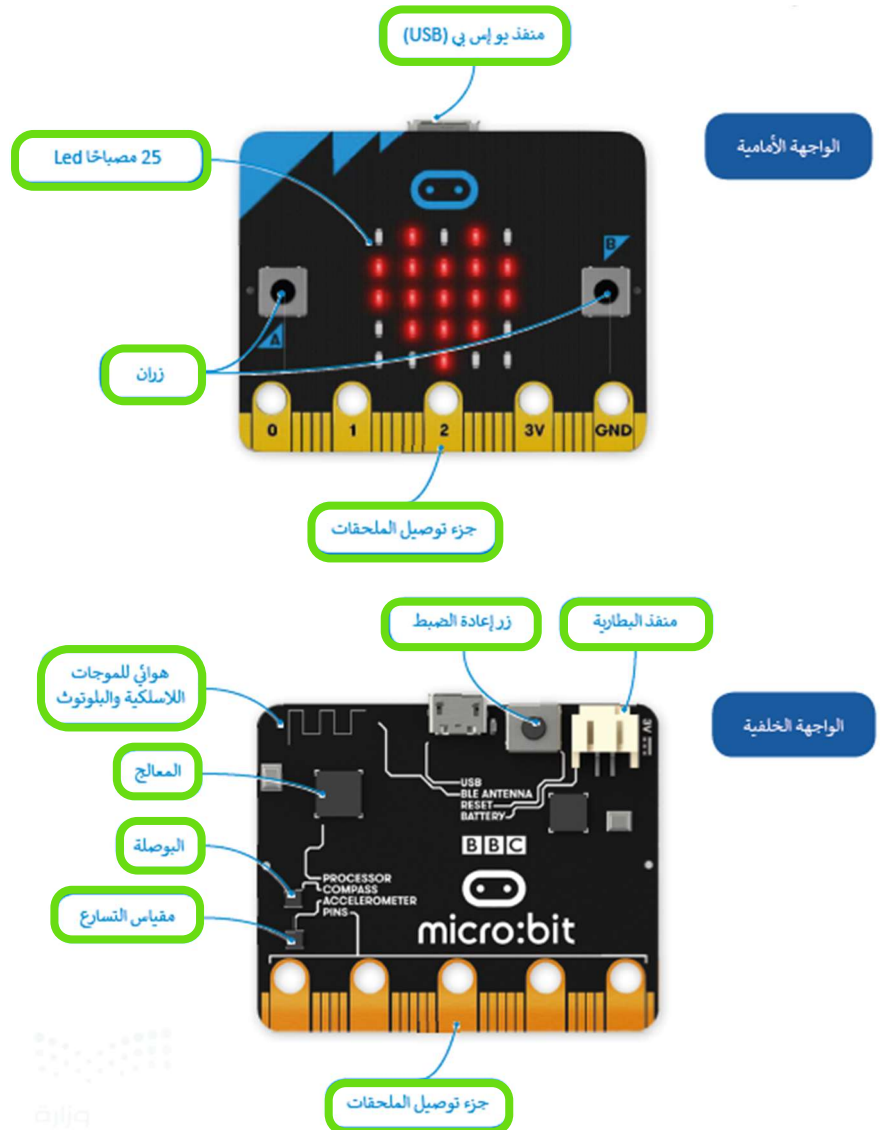 منفذ يو إس بي (USB)
الواجهة الأمامية
25 مصباحًا Led
B
A
زران
0 1 2 3V GND
جزء توصيل الملحقات
زر إعادة الضبط
منفذ البطارية
هوائي للموجات
اللاسلكية والبلوتوث
الواجهة الخلفية
3V
المعالج
USB
BLE ANTENNA
RESET
BATTERY
BBC
البوصلة
PROCESSOR
COMPASS
ACCELEROMETER
PINS
مقياس التسارع
micro:bit
جزء توصيل الملحقات
وزارة